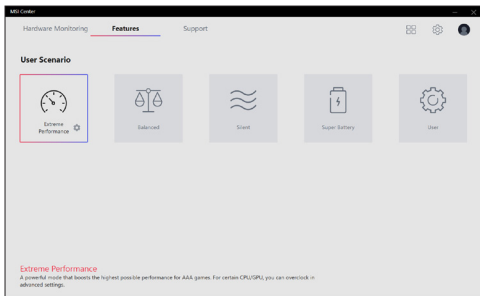 MSI Center
Hardware Monitoring Features Support
User Scenario
Extreme
Performance
Balanced
Silent
Super Battery
User
Extreme Performance
A powerful mode that boosts the highest possible performance for AAA games. For certain CPU/GPU, you can overclock in
advanced settings.